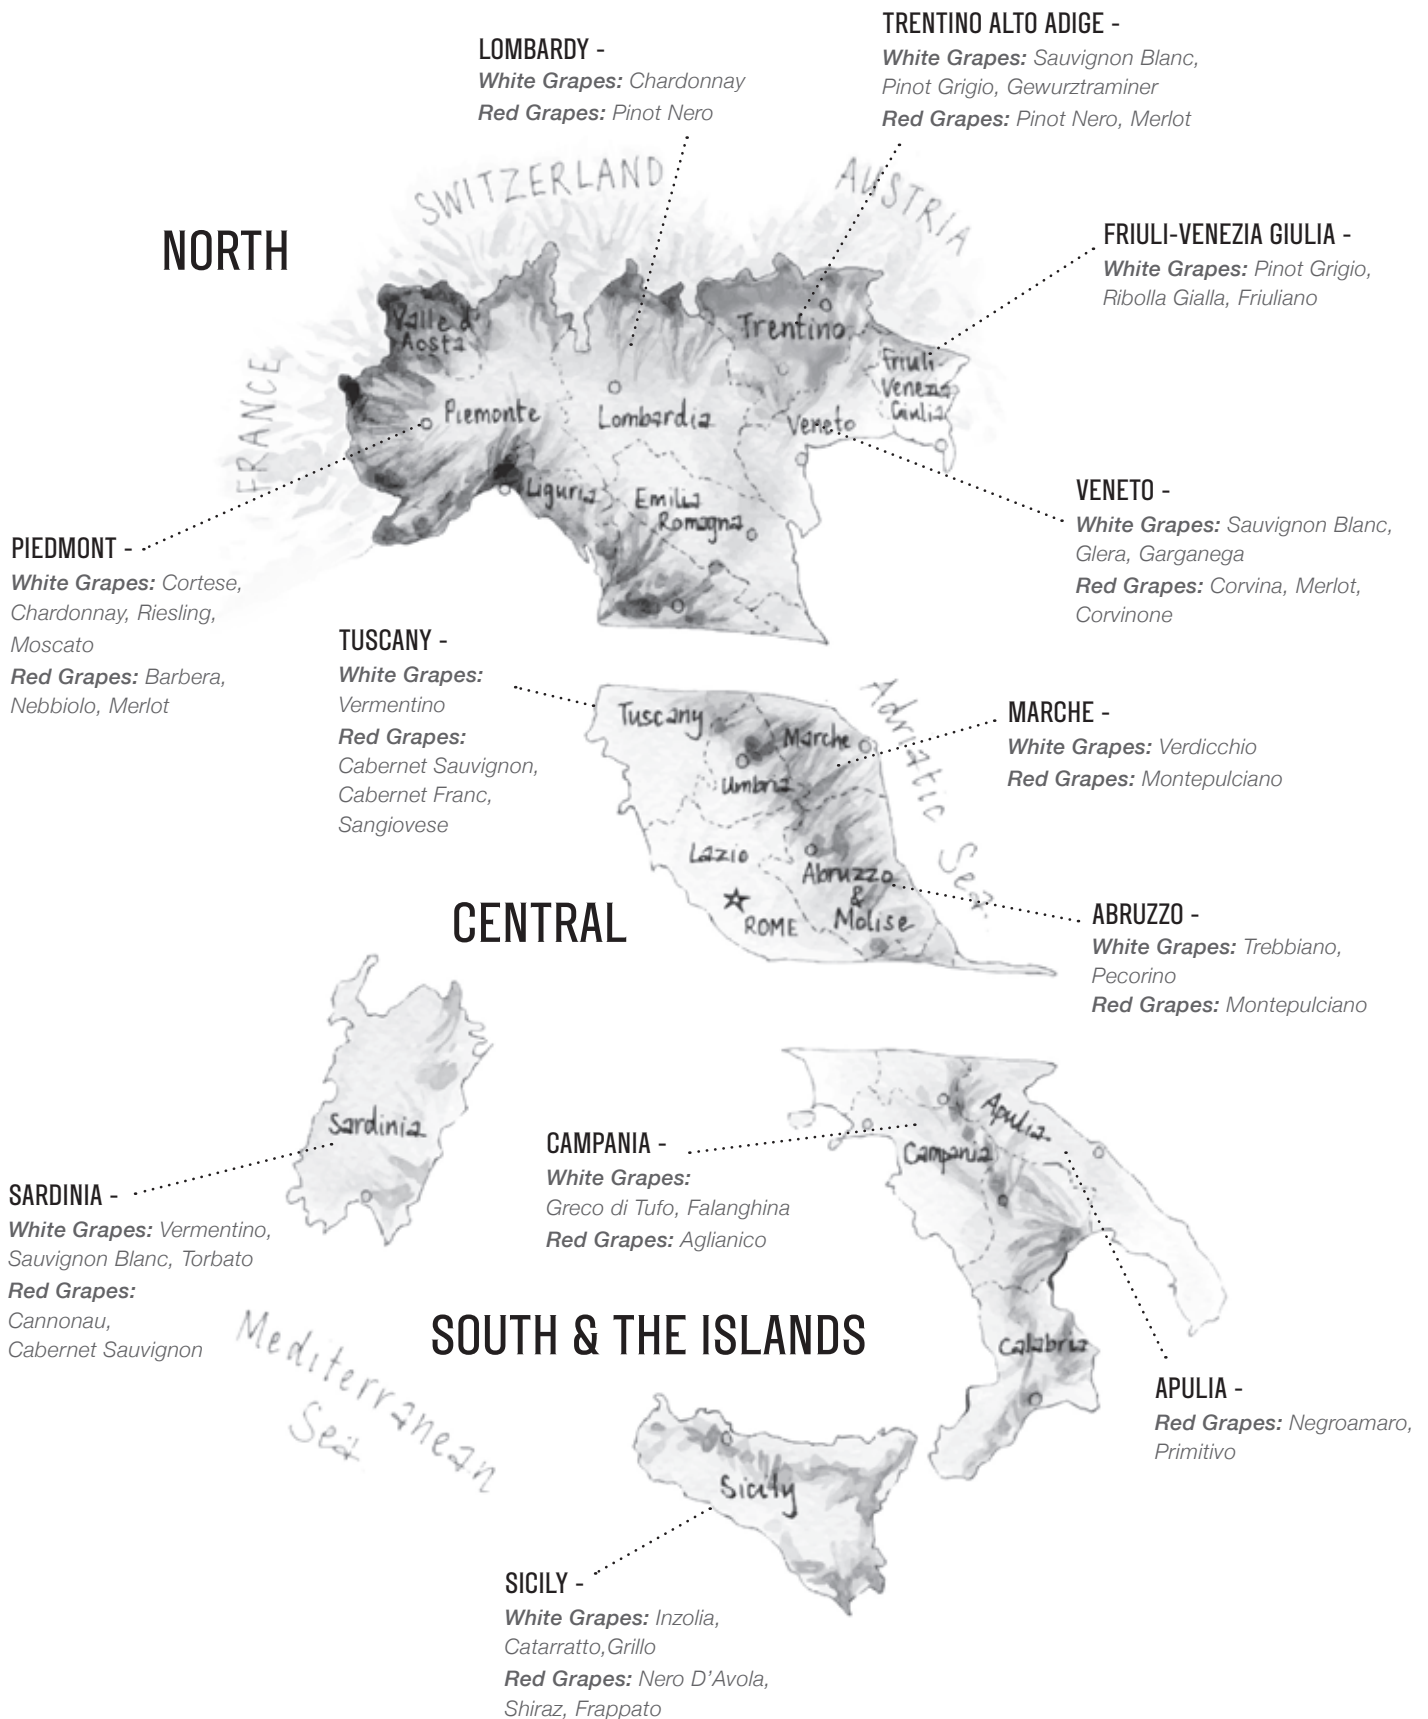 TRENTINO ALTO ADIGE -
White Grapes: Sauvignon Blanc,
Pinot Grigio, Gewurztraminer
Red Grapes: Pinot Nero, Merlot
LOMBARDY -
White Grapes: Chardonnay
Red Grapes: Pinot Nero
SWITZERLAND
AUSTRIA
NORTH
FRIULI-VENEZIA GIULIA -
White Grapes: Pinot Grigio,
Ribolla Gialla, Friuliano
Valle d'
Aosta
Trentino
Friuli-
Venezia
Giulia
FRANCE
Piemonte
Lombardia
Veneto
Liguria
Emilia
Romagna
VENETO -
White Grapes: Sauvignon Blanc,
Glera, Garganega
Red Grapes: Corvina, Merlot,
Corvinone
PIEDMONT -
White Grapes: Cortese,
Chardonnay, Riesling,
Moscato
Red Grapes: Barbera,
Nebbiolo, Merlot
TUSCANY -
White Grapes:
Vermentino
Red Grapes:
Cabernet Sauvignon,
Cabernet Franc,
Sangiovese
Tuscany
Marche
Umbria
Adriatic Sea
MARCHE -
White Grapes: Verdicchio
Red Grapes: Montepulciano
Lazio
Abruzzo
&
Molise
ROME
CENTRAL
ABRUZZO -
White Grapes: Trebbiano,
Pecorino
Red Grapes: Montepulciano
Sardinia
Apulia
Campania
CAMPANIA -
White Grapes:
Greco di Tufo, Falanghina
Red Grapes: Aglianico
SARDINIA -
White Grapes: Vermentino,
Sauvignon Blanc, Torbato
Red Grapes:
Cannonau,
Cabernet Sauvignon
Mediterranean
Sea
SOUTH & THE ISLANDS
Calabria
APULIA -
Red Grapes: Negroamaro,
Primitivo
Sicily
SICILY -
White Grapes: Inzolia,
Catarratto,Grillo
Red Grapes: Nero D'Avola,
Shiraz, Frappato